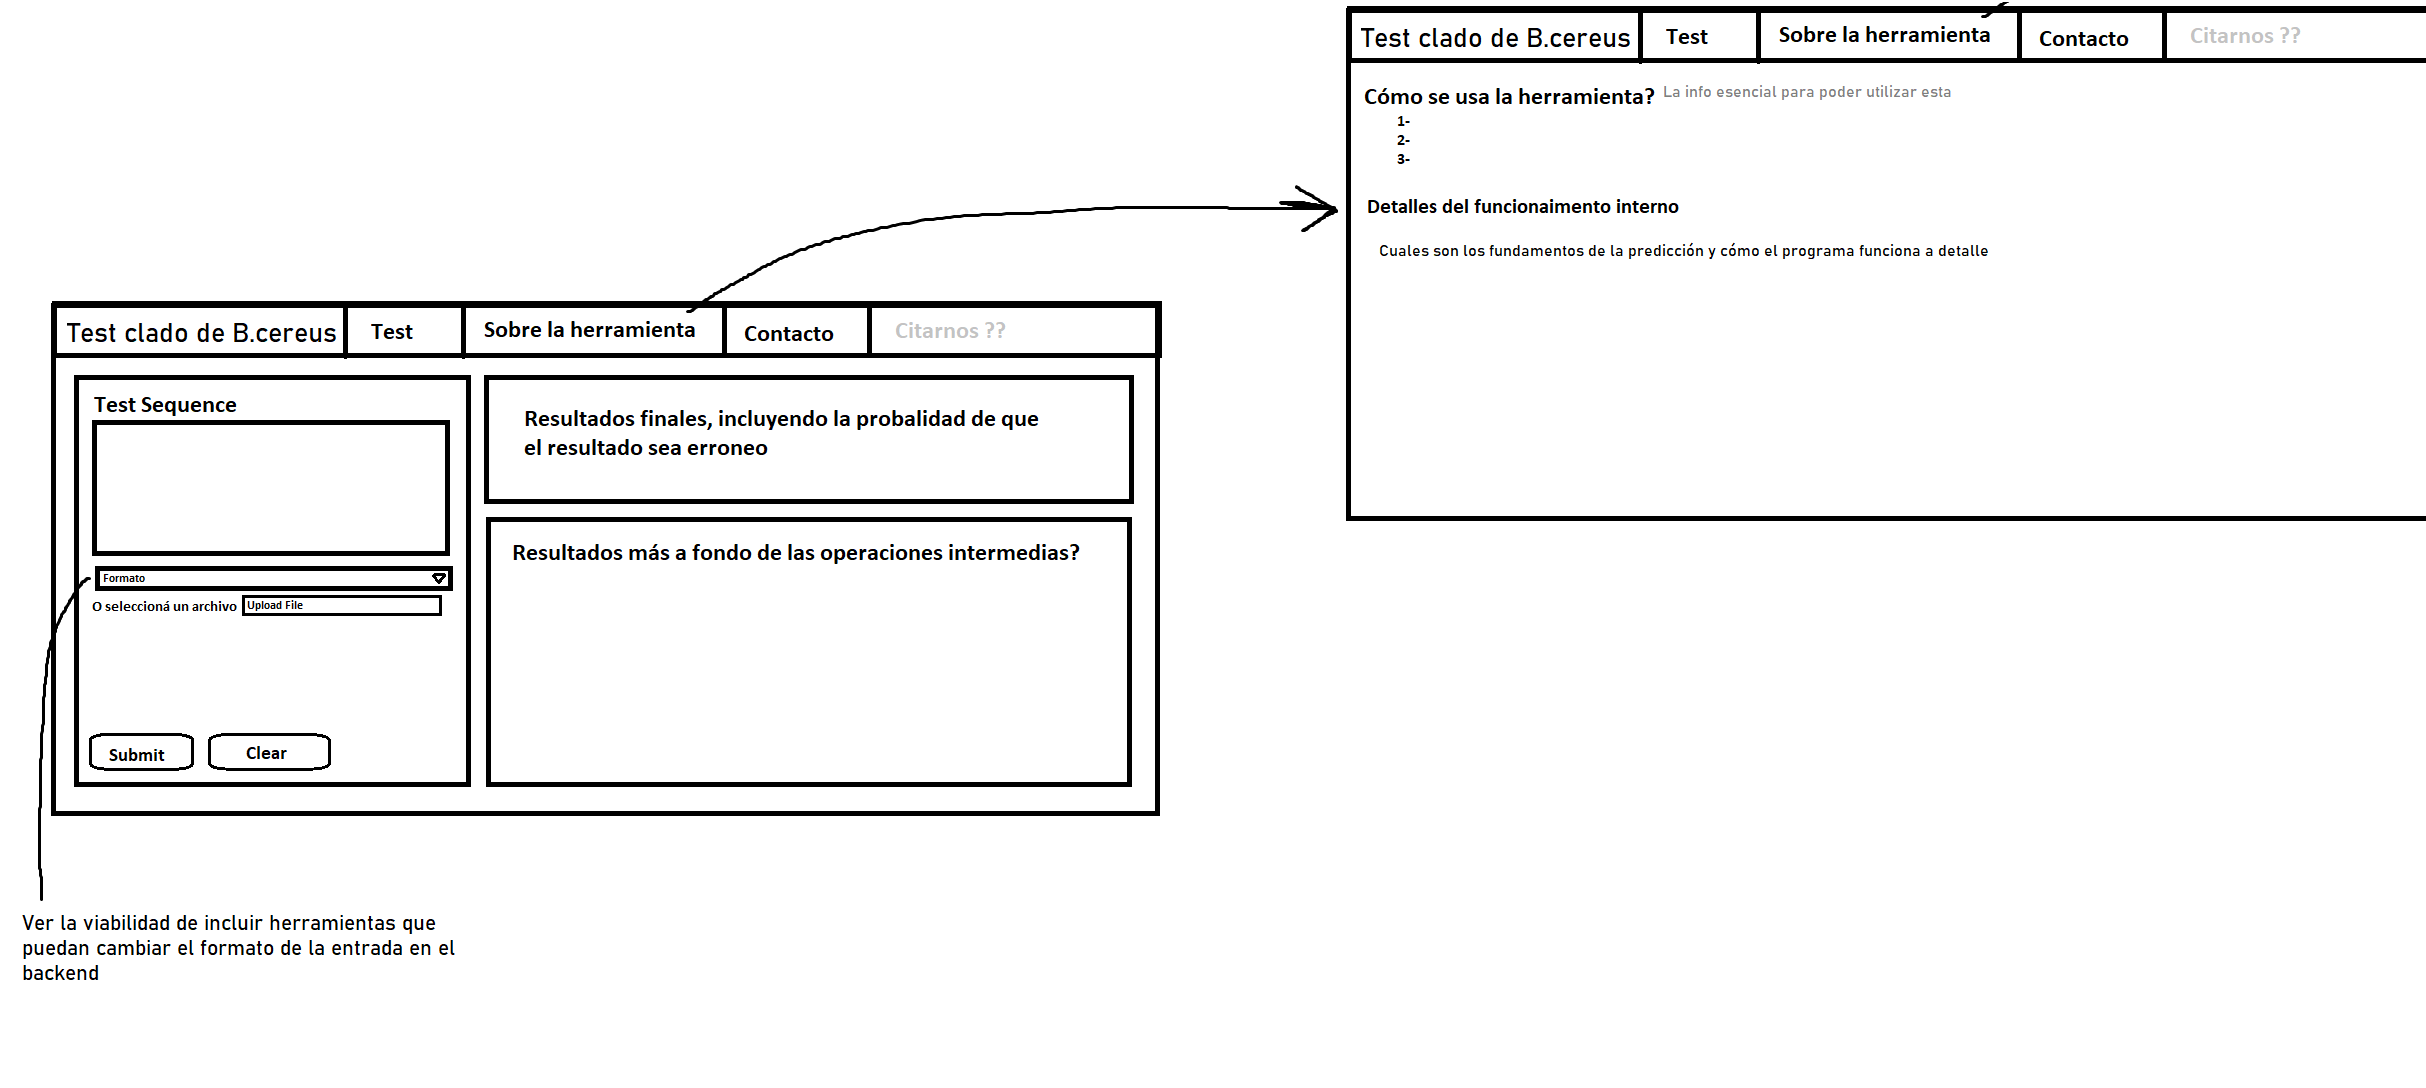 Test clado de B.cereus
Test
Sobre la herramienta
Contacto
Citarnos ??
Cómo se usa la herramienta? La info esencial para poder utilizar esta
1-
2-
3-
Detalles del funcionaimento interno
Cuales son los fundamentos de la predicción y cómo el programa funciona a detalle
Test clado de B.cereus
Test
Sobre la herramienta
Contacto
Citarnos ??
Test Sequence
Formato
O seleccioná un archivo
Upload File
Submit
Clear
Resultados finales, incluyendo la probalidad de que
el resultado sea erroneo
Resultados más a fondo de las operaciones intermedias?
Ver la viabilidad de incluir herramientas que
puedan cambiar el formato de la entrada en el
backend